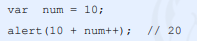 var  num = 10;
alert(10 + num++);  // 20